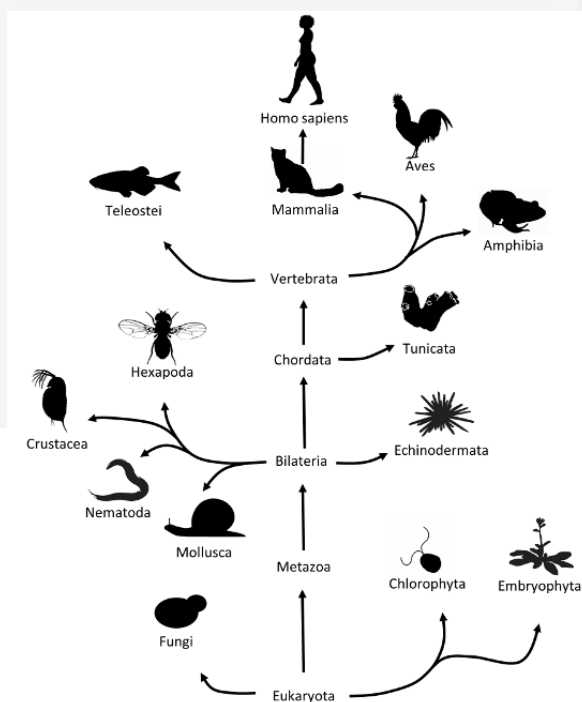 Homo sapiens
Aves
Teleostei
Mammalia
Amphibia
Vertebrata
Tunicata
Chordata
Hexapoda
Crustacea
Echinodermata
Bilateria
Nematoda
Mollusca
Metazoa
Chlorophyta
Embryophyta
Fungi
Eukaryota